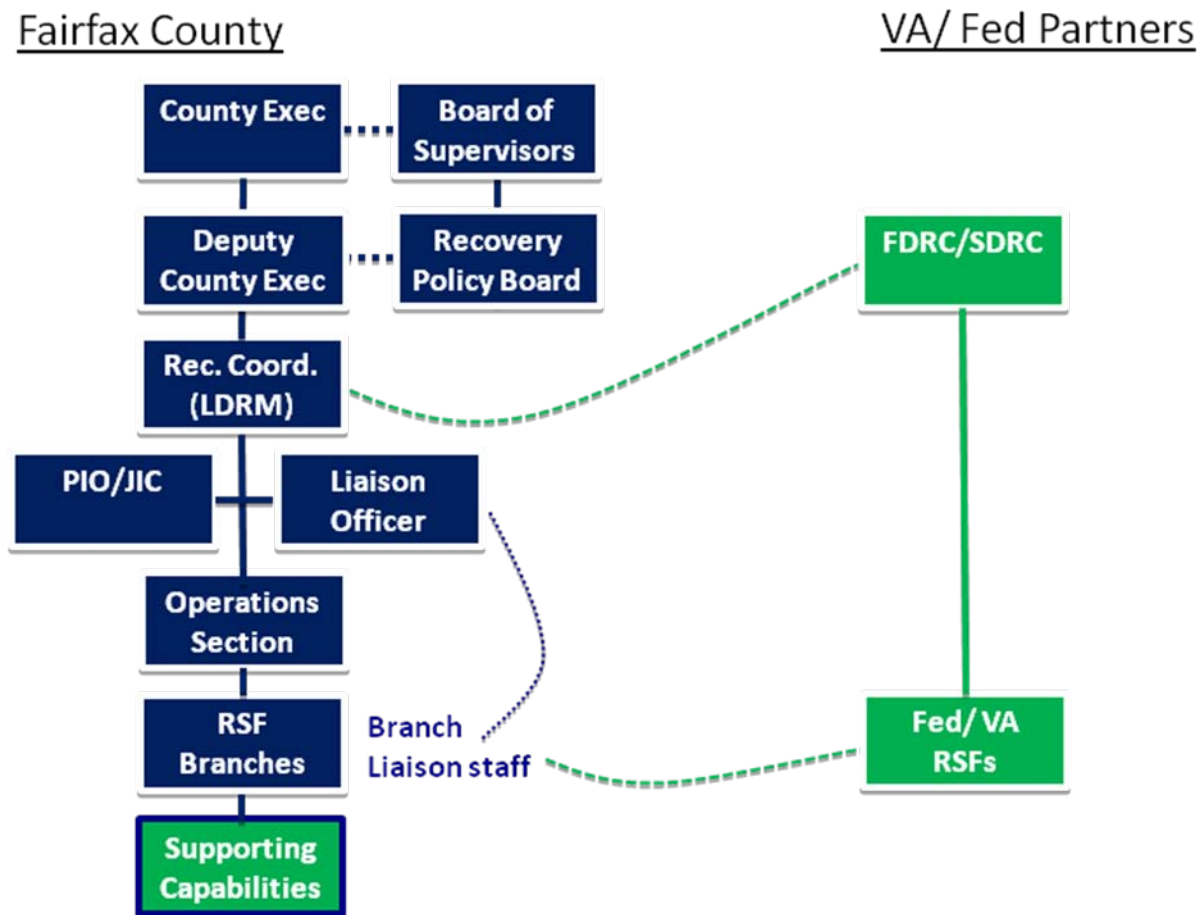 Fairfax County
VA/ Fed Partners
County Exec
Board of
Supervisors
Deputy
County Exec
Recovery
Policy Board
FDRC/SDRC
Rec. Coord.
(LDRM)
PIO/JIC
Liaison
Officer
Operations
Section
RSF
Branches
Branch
Liaison staff
Fed/ VA
RSFs
Supporting
Capabilities